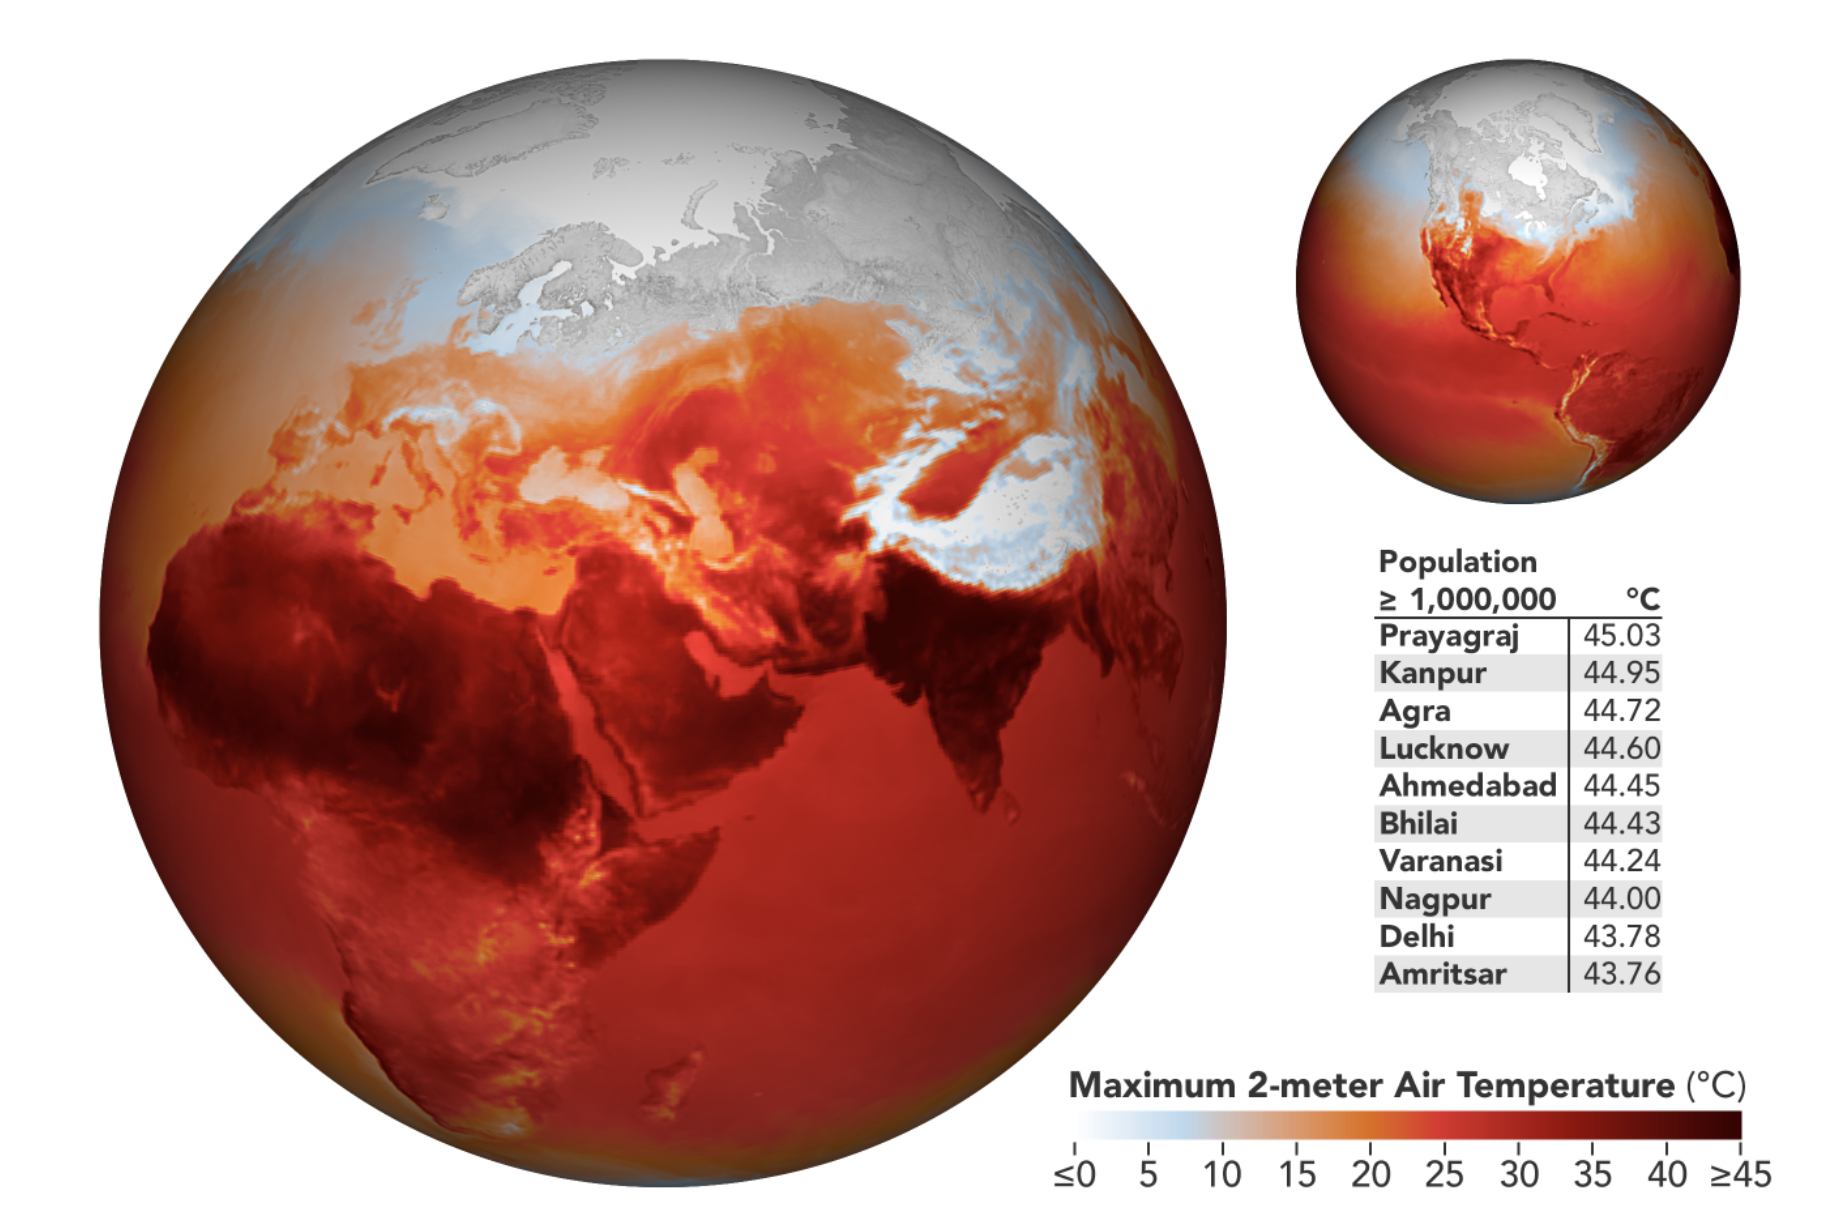 Population
≥ 1,000,000 °C
Prayagraj 45.03
Kanpur 44.95
Agra 44.72
Lucknow 44.60
Ahmedabad 44.45
Bhilai 44.43
Varanasi 44.24
Nagpur 44.00
Delhi 43.78
Amritsar 43.76
Maximum 2-meter Air Temperature (°C)
≤0 5 10 15 20 25 30 35 40 ≥45